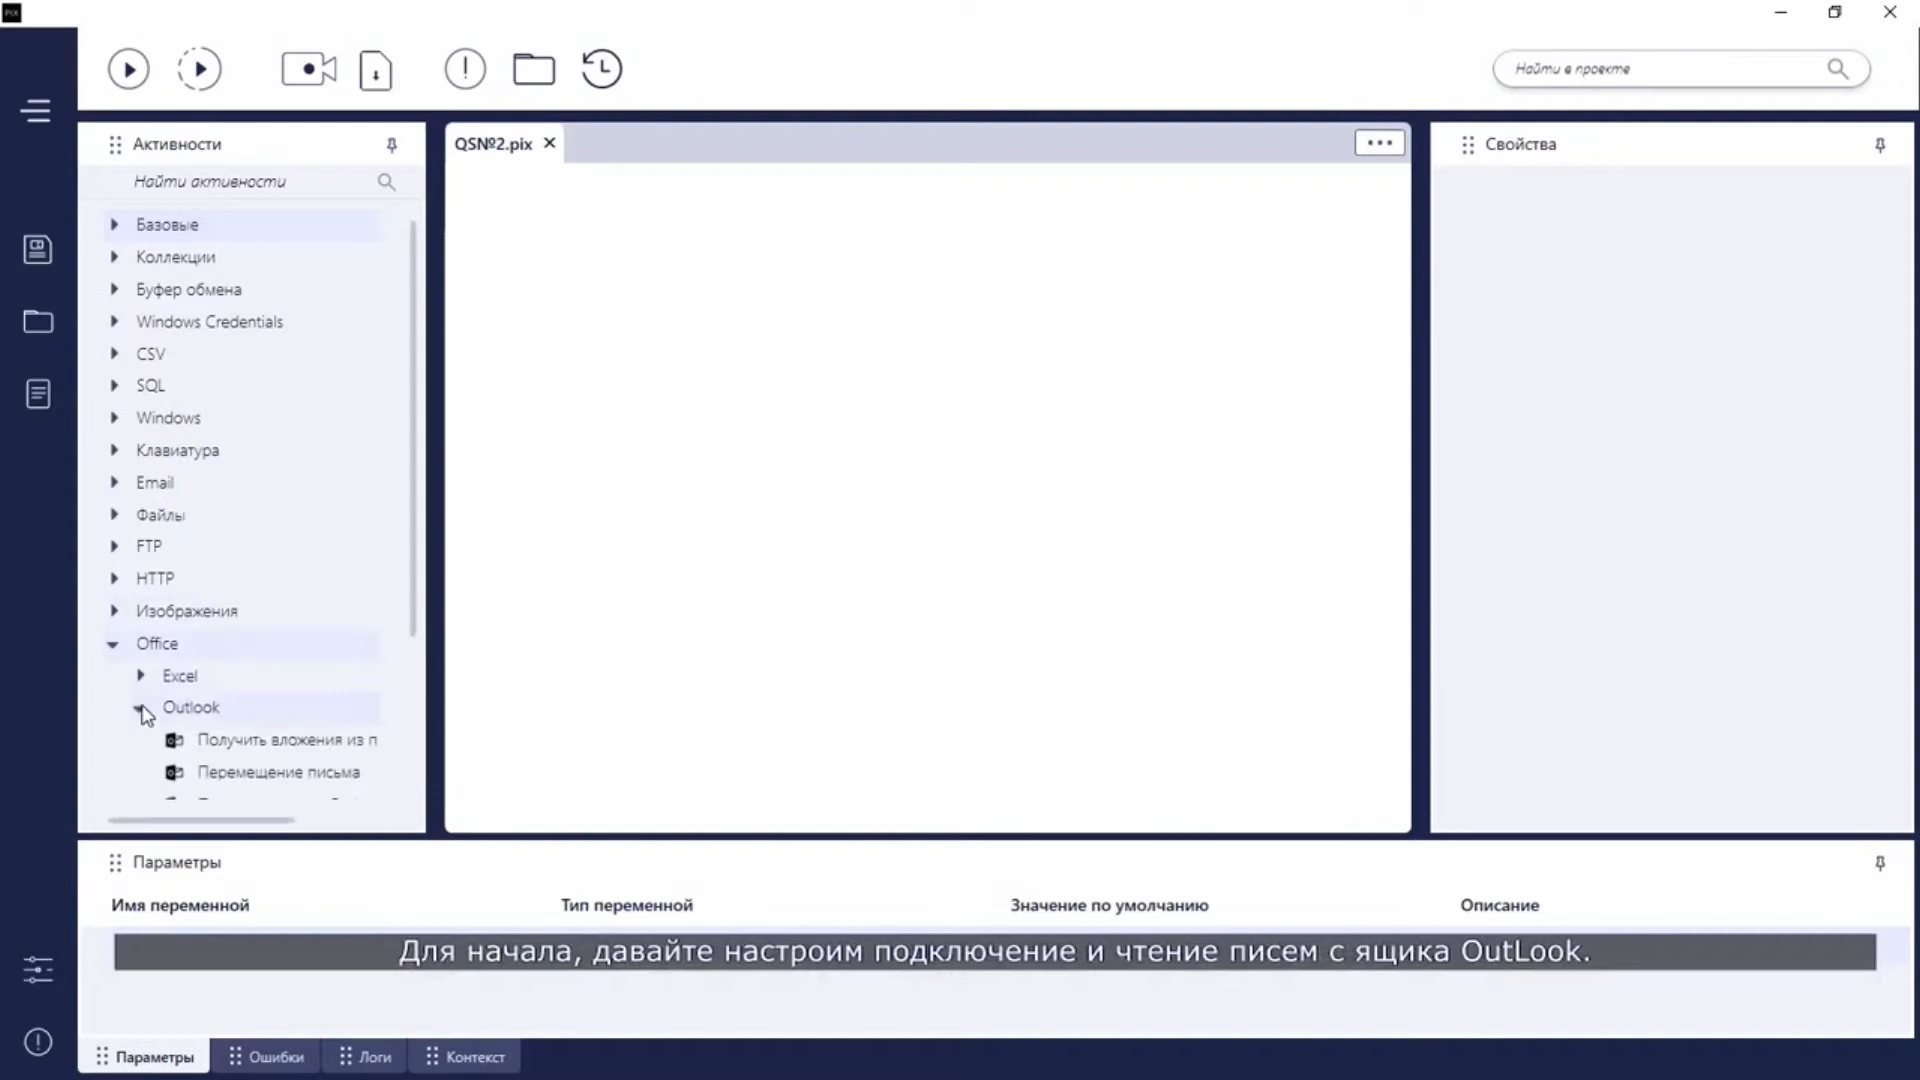 PIX
Найти в проекте
Активности
QSNº2.pix
Свойства
Найти активности
Базовые
Коллекции
Буфер обмена
Windows Credentials
CSV
SQL
Windows
Клавиатура
Email
Файлы
FTP
HTTP
Изображения
Office
Excel
Outlook
Получить вложения из п
Перемещение письма
Параметры
Имя переменной
Тип переменной
Значение по умолчанию
Описание
Для начала, давайте настроим подключение и чтение писем с ящика OutLook.
Параметры
Ошибки
Логи
Контекст